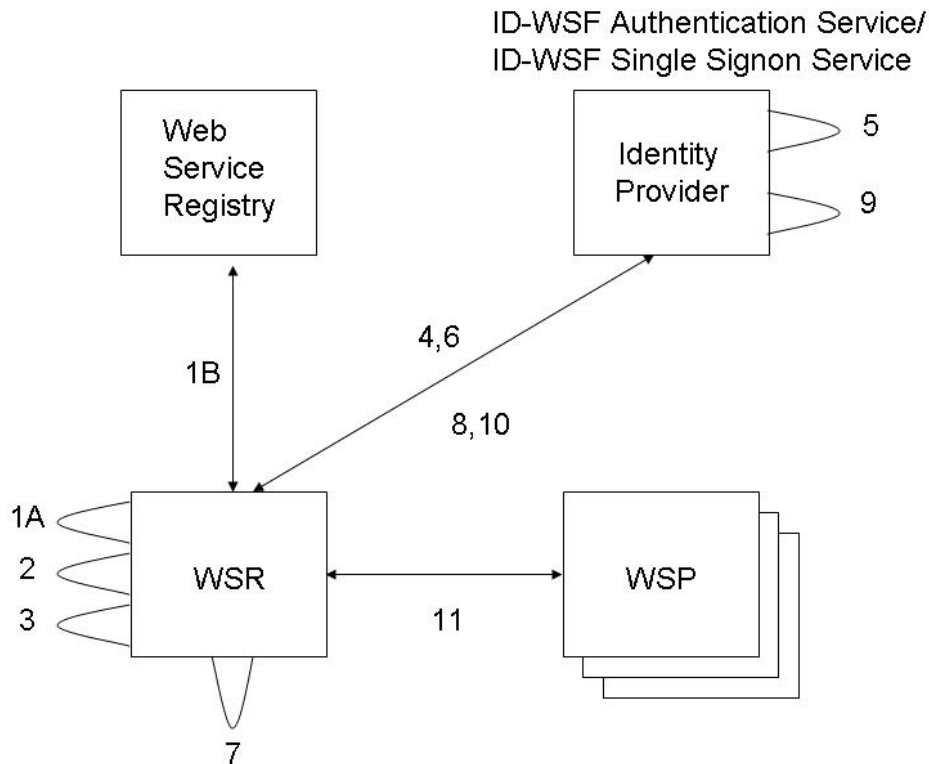 ID-WSF Authentication Service/
ID-WSF Single Signon Service
Web
Service
Registry
Identity
Provider
5
9
4,6
1B
8,10
1A
2
3
WSR
WSP
11
7